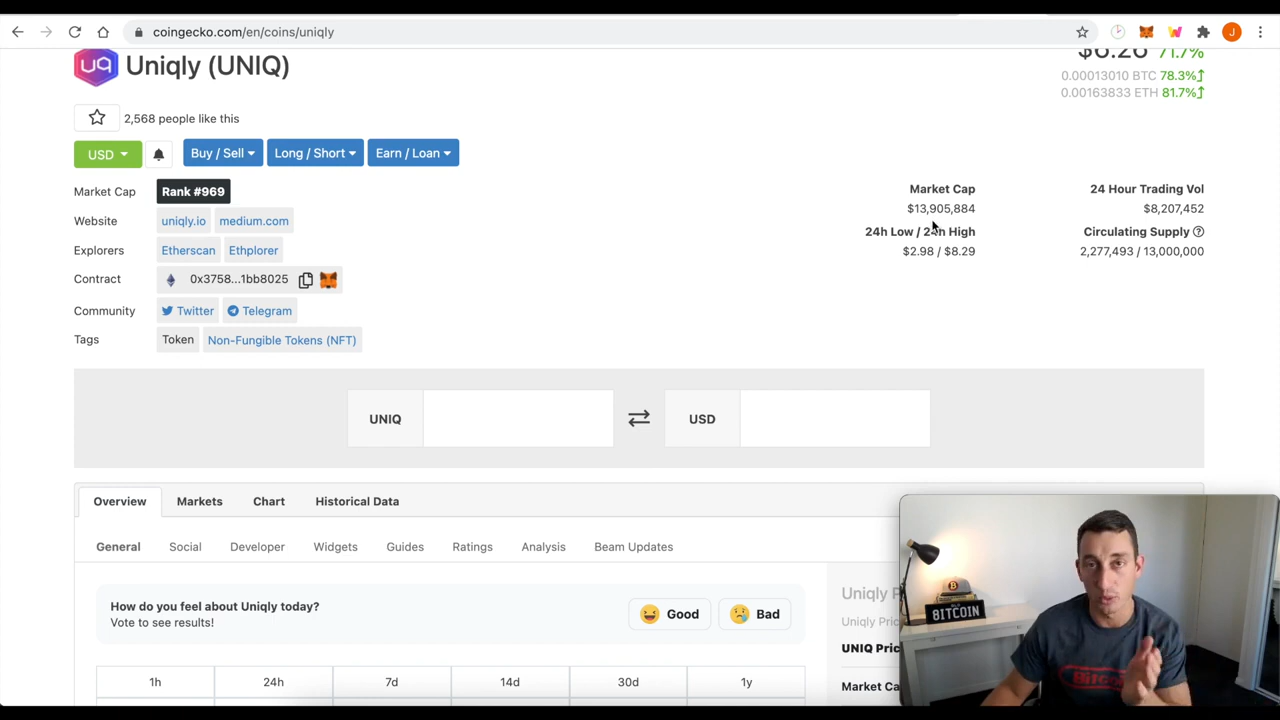 coingecko.com/en/coins/uniqly
J
uq
Uniqly (UNIQ)
$6.26 71.7%
0.00013010 BTC 78.3%
0.00163833 ETH 81.7%
2,568 people like this
USD
Buy / Sell
Long / Short
Earn / Loan
Market Cap Rank #969
Website uniqly.io medium.com
Explorers Etherscan Ethplorer
Contract 0x3758...1bb8025
Community Twitter Telegram
Tags Token Non-Fungible Tokens (NFT)
Market Cap
$13,905,884
24 Hour Trading Vol
$8,207,452
24h Low / 24h High
$2.98 / $8.29
Circulating Supply ?
2,277,493 / 13,000,000
UNIQ
USD
Overview Markets Chart Historical Data
General Social Developer Widgets Guides Ratings Analysis Beam Updates
How do you feel about Uniqly today?
Vote to see results!
Good
Bad
1h 24h 7d 14d 30d 1y
Uniqly
Uniqly
UNIQ
Market
BITCOIN
Bitcoin